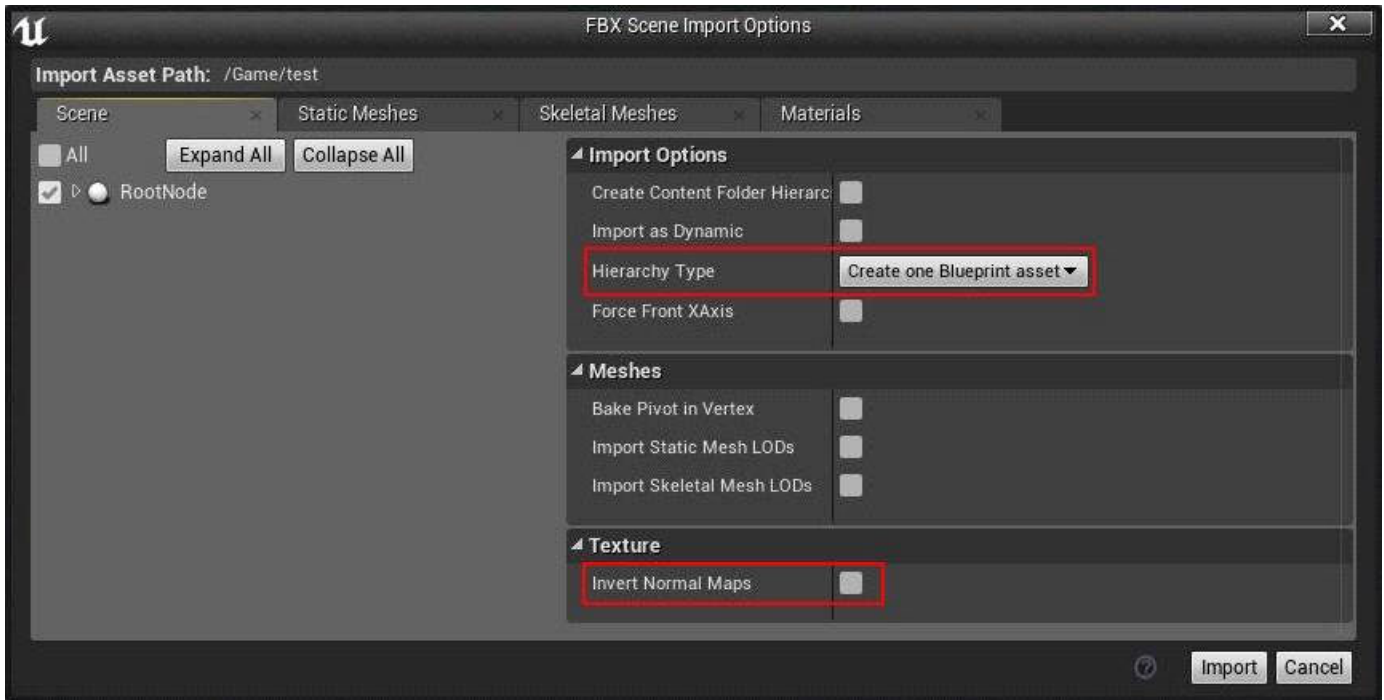 FBX Scene Import Options
Import Asset Path: /Game/test
Scene Static Meshes Skeletal Meshes Materials
All Expand All Collapse All
RootNode
Import Options
Create Content Folder Hierarc
Import as Dynamic
Hierarchy Type Create one Blueprint asset
Force Front XAxis
Meshes
Bake Pivot in Vertex
Import Static Mesh LODs
Import Skeletal Mesh LODs
Texture
Invert Normal Maps
? Import Cancel